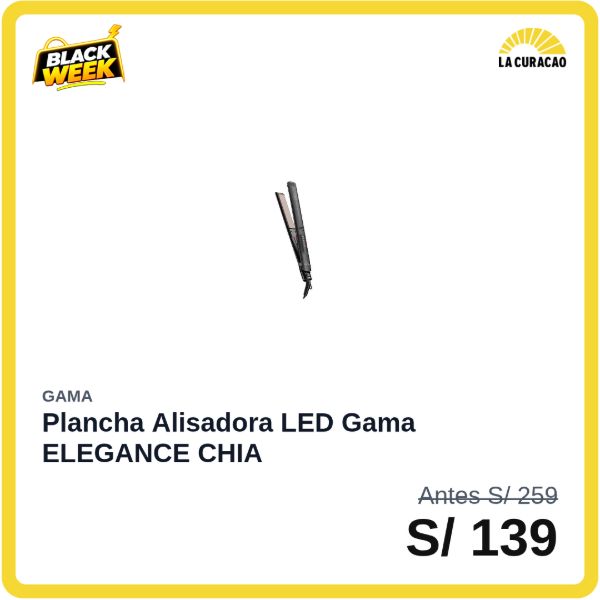 BLACK
WEEK
LA CURACAO
GAMA
Plancha Alisadora LED Gama
ELEGANCE CHIA
Antes S/ 259
S/ 139